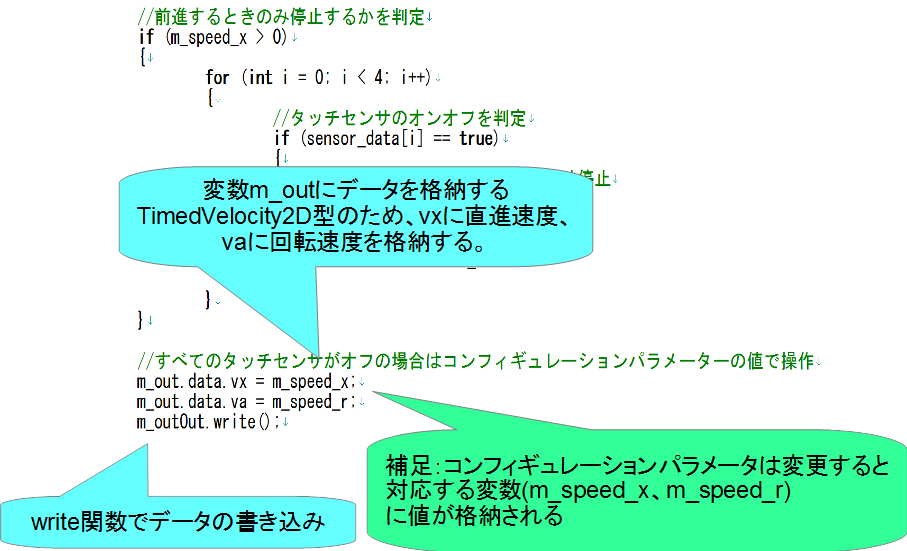 //前進するときのみ停止するかを判定
if (m_speed_x > 0)
{
for (int i = 0; i < 4; i++)
{
//タッチセンサのオンオフを判定
if (sensor_data[i] == true)
{
停止
変数m_outにデータを格納する
TimedVelocity2D型のため、vxに直進速度、
vaに回転速度を格納する。
}
}
//すべてのタッチセンサがオフの場合はコンフィギュレーションパラメーターの値で操作
m_out.data.vx = m_speed_x;
m_out.data.va = m_speed_r;
m_outOut.write();
補足：コンフィギュレーションパラメータは変更すると
対応する変数(m_speed_x、m_speed_r)
に値が格納される
write関数でデータの書き込み